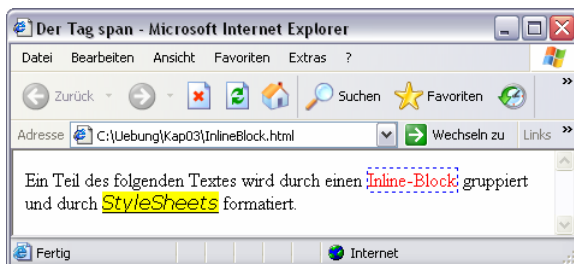 Der Tag span - Microsoft Internet Explorer
Datei Bearbeiten Ansicht Favoriten Extras ? »
Zurück Suchen Favoriten »
Adresse C:\Uebung\Kap03\InlineBlock.html Wechseln zu Links »
Ein Teil des folgenden Textes wird durch einen Inline-Block gruppiert
und durch StyleSheets formatiert.
Fertig Internet